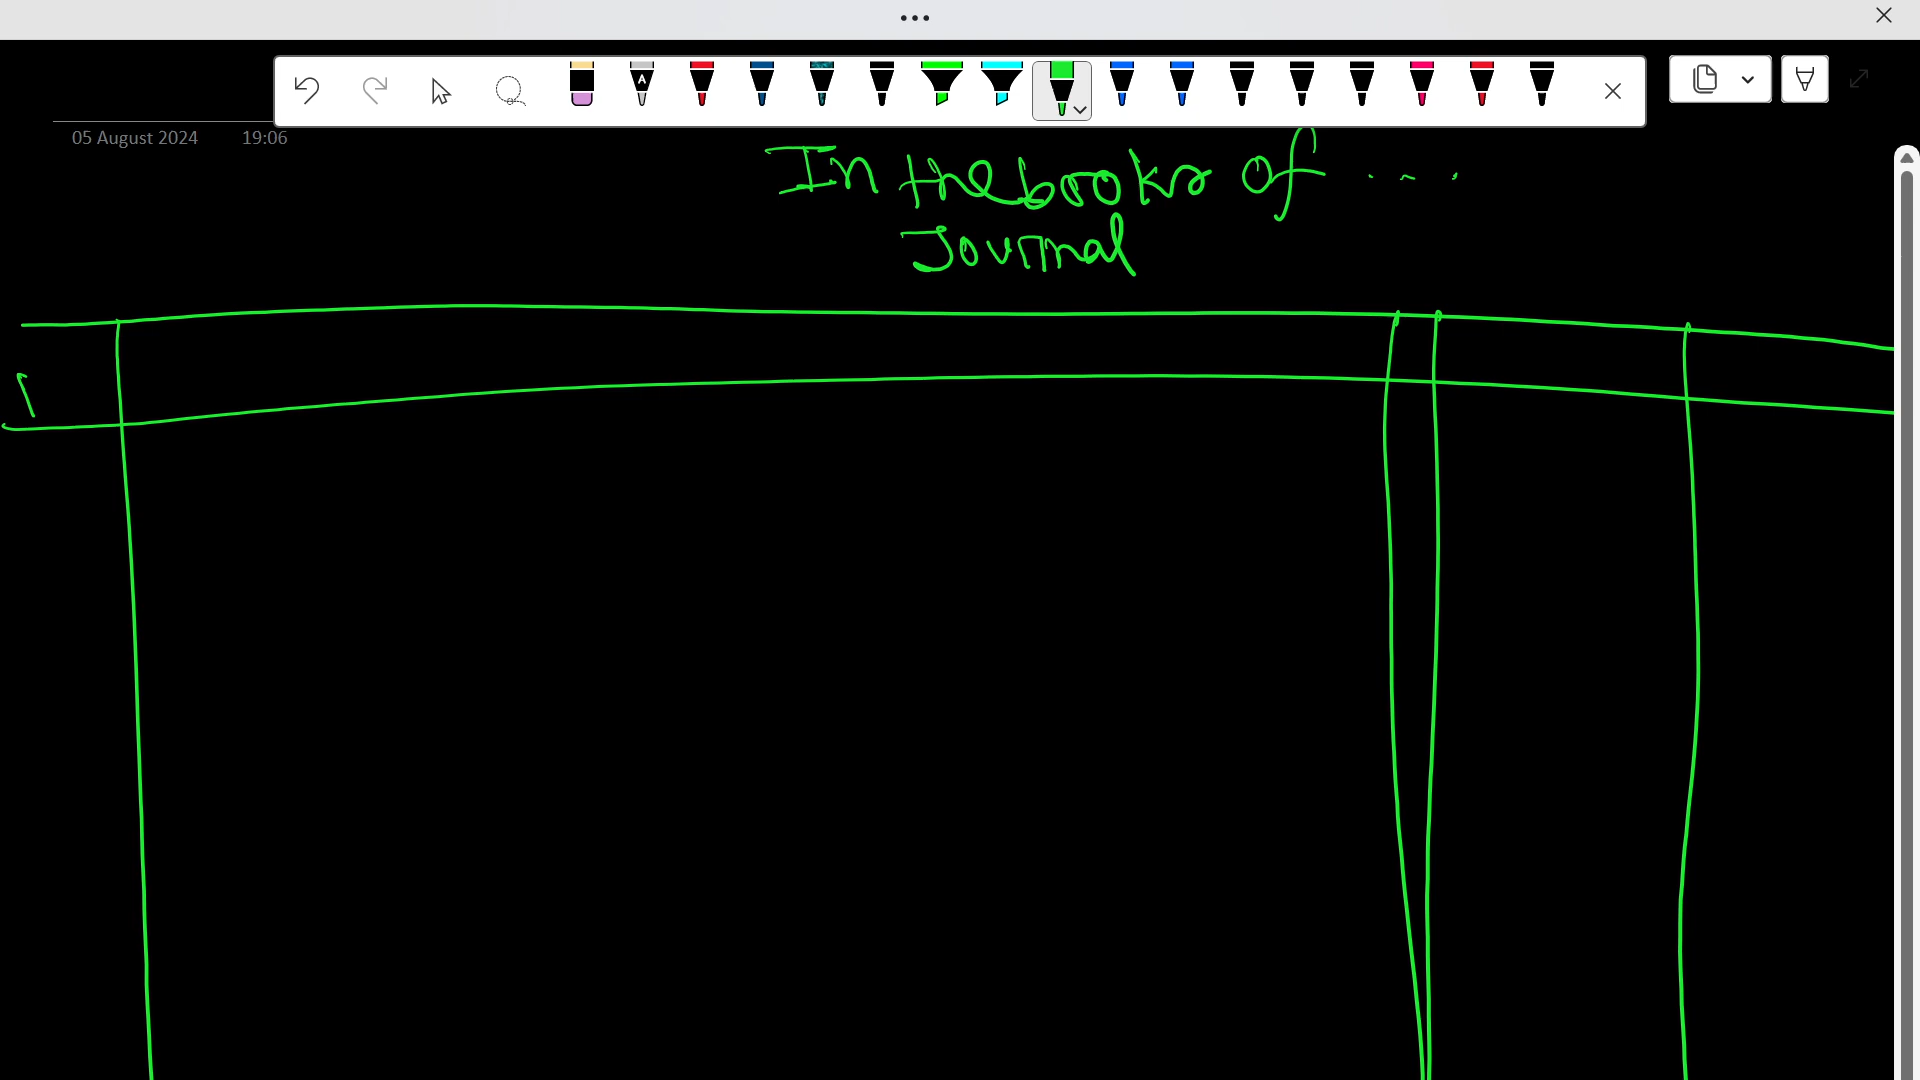 05 August 2024 19:06
In the books of ....
Journal